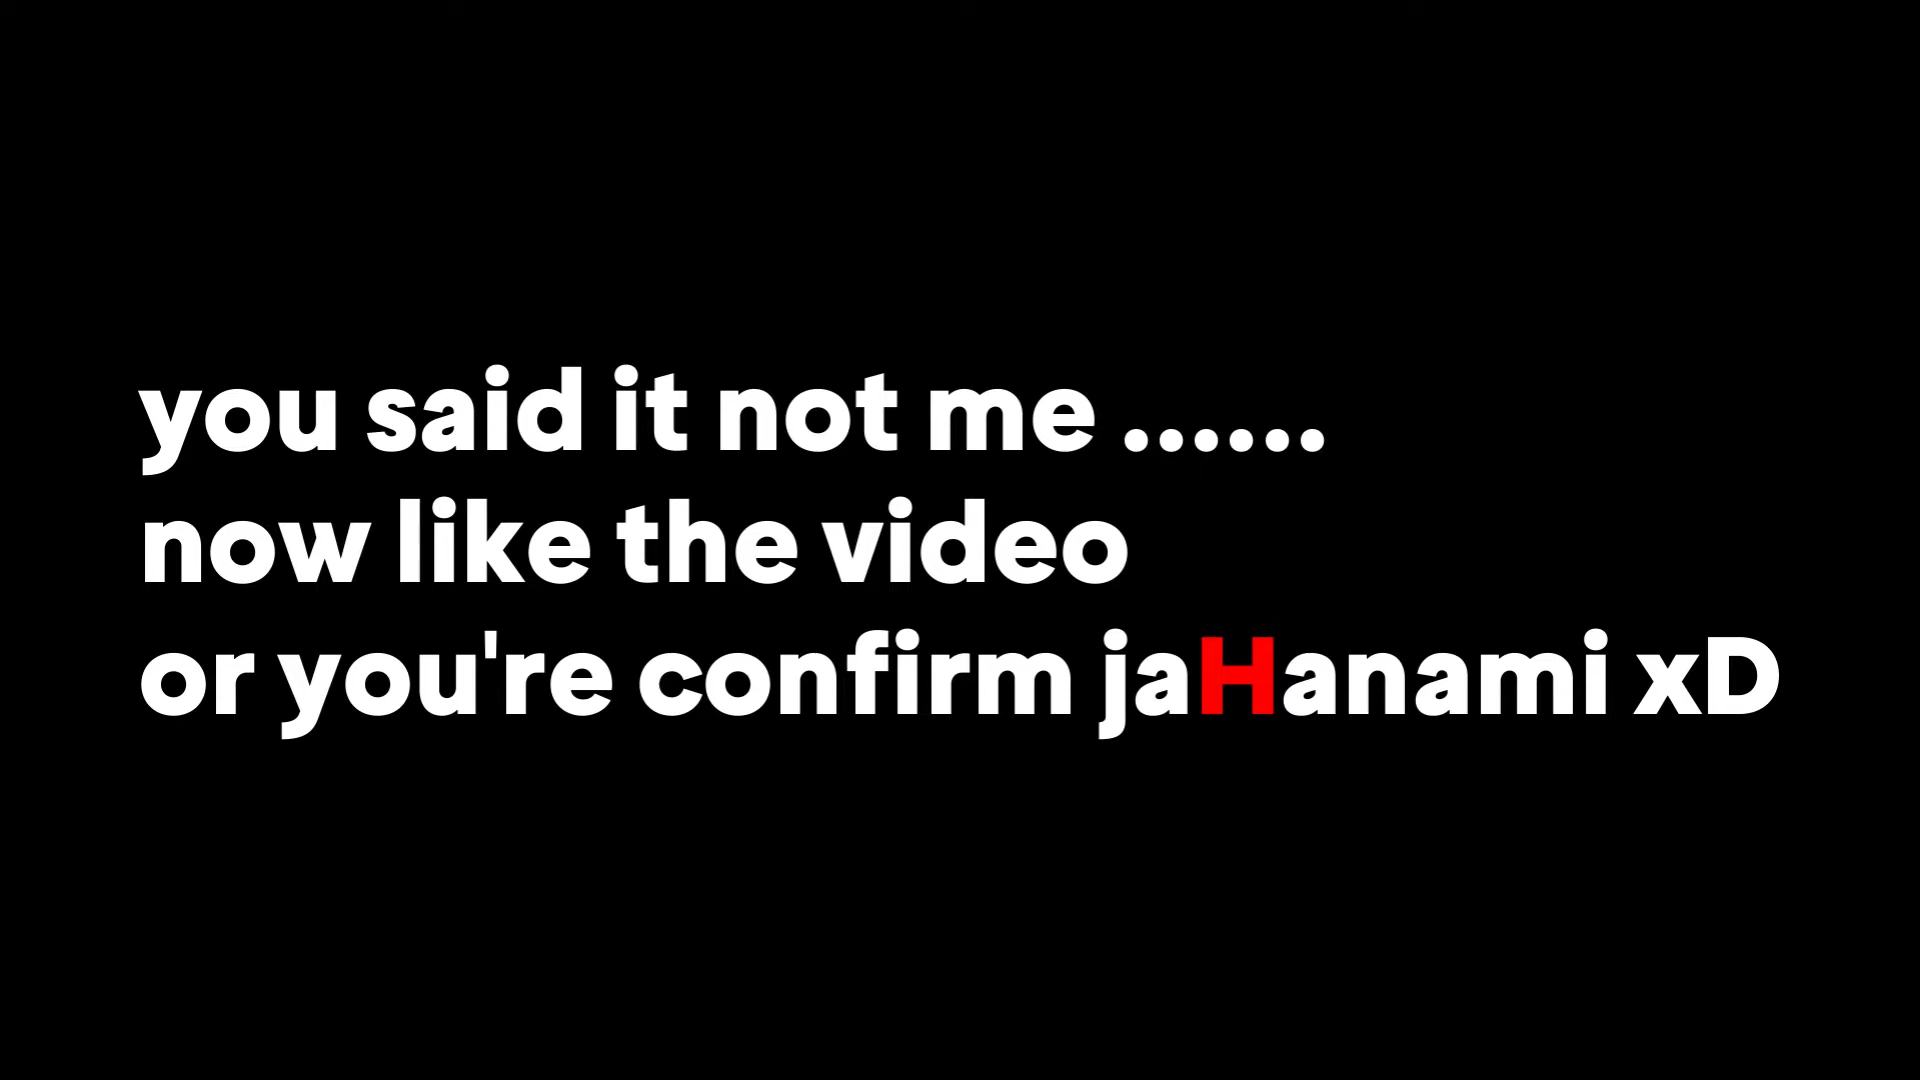 you said it not me ......
now like the video
or you're confirm jaHanami xD